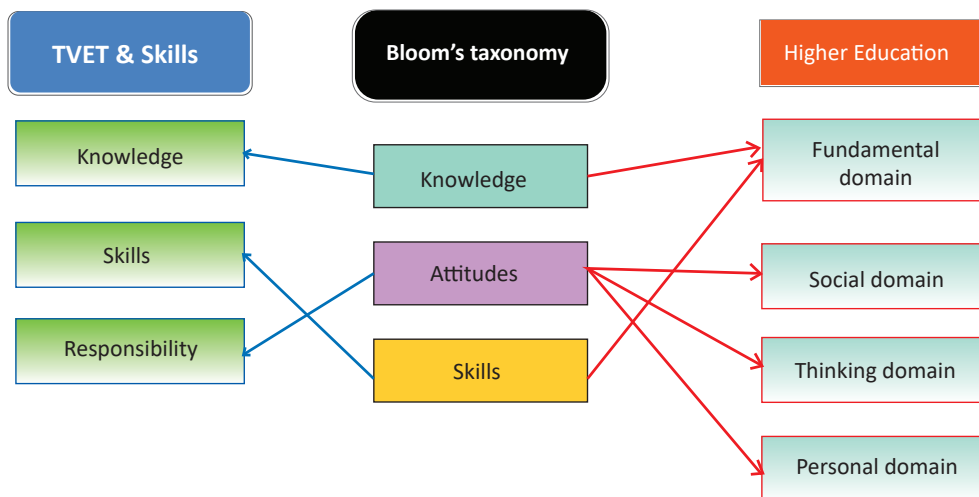 TVET & Skills
Bloom's taxonomy
Higher Education
Knowledge
Skills
Responsibility
Knowledge
Attitudes
Skills
Fundamental
domain
Social domain
Thinking domain
Personal domain